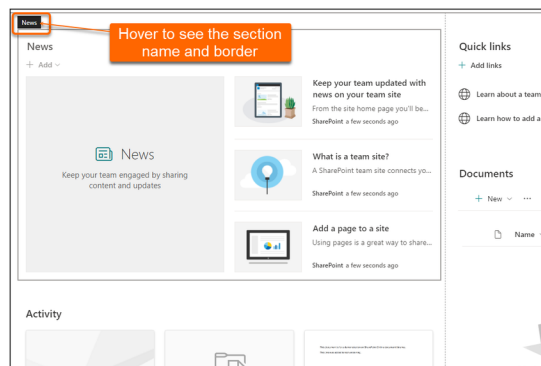 News
Hover to see the section
name and border
News
+ Add
News
Keep your team engaged by sharing
content and updates
Keep your team updated with
news on your team site
From the site home page you'll be...
SharePoint a few seconds ago
What is a team site?
A SharePoint team site connects yo...
SharePoint a few seconds ago
Add a page to a site
Using pages is a great way to share...
SharePoint a few seconds ago
Quick links
+ Add links
Learn about a team
Learn how to add a
Documents
+ New ...
Name
Activity